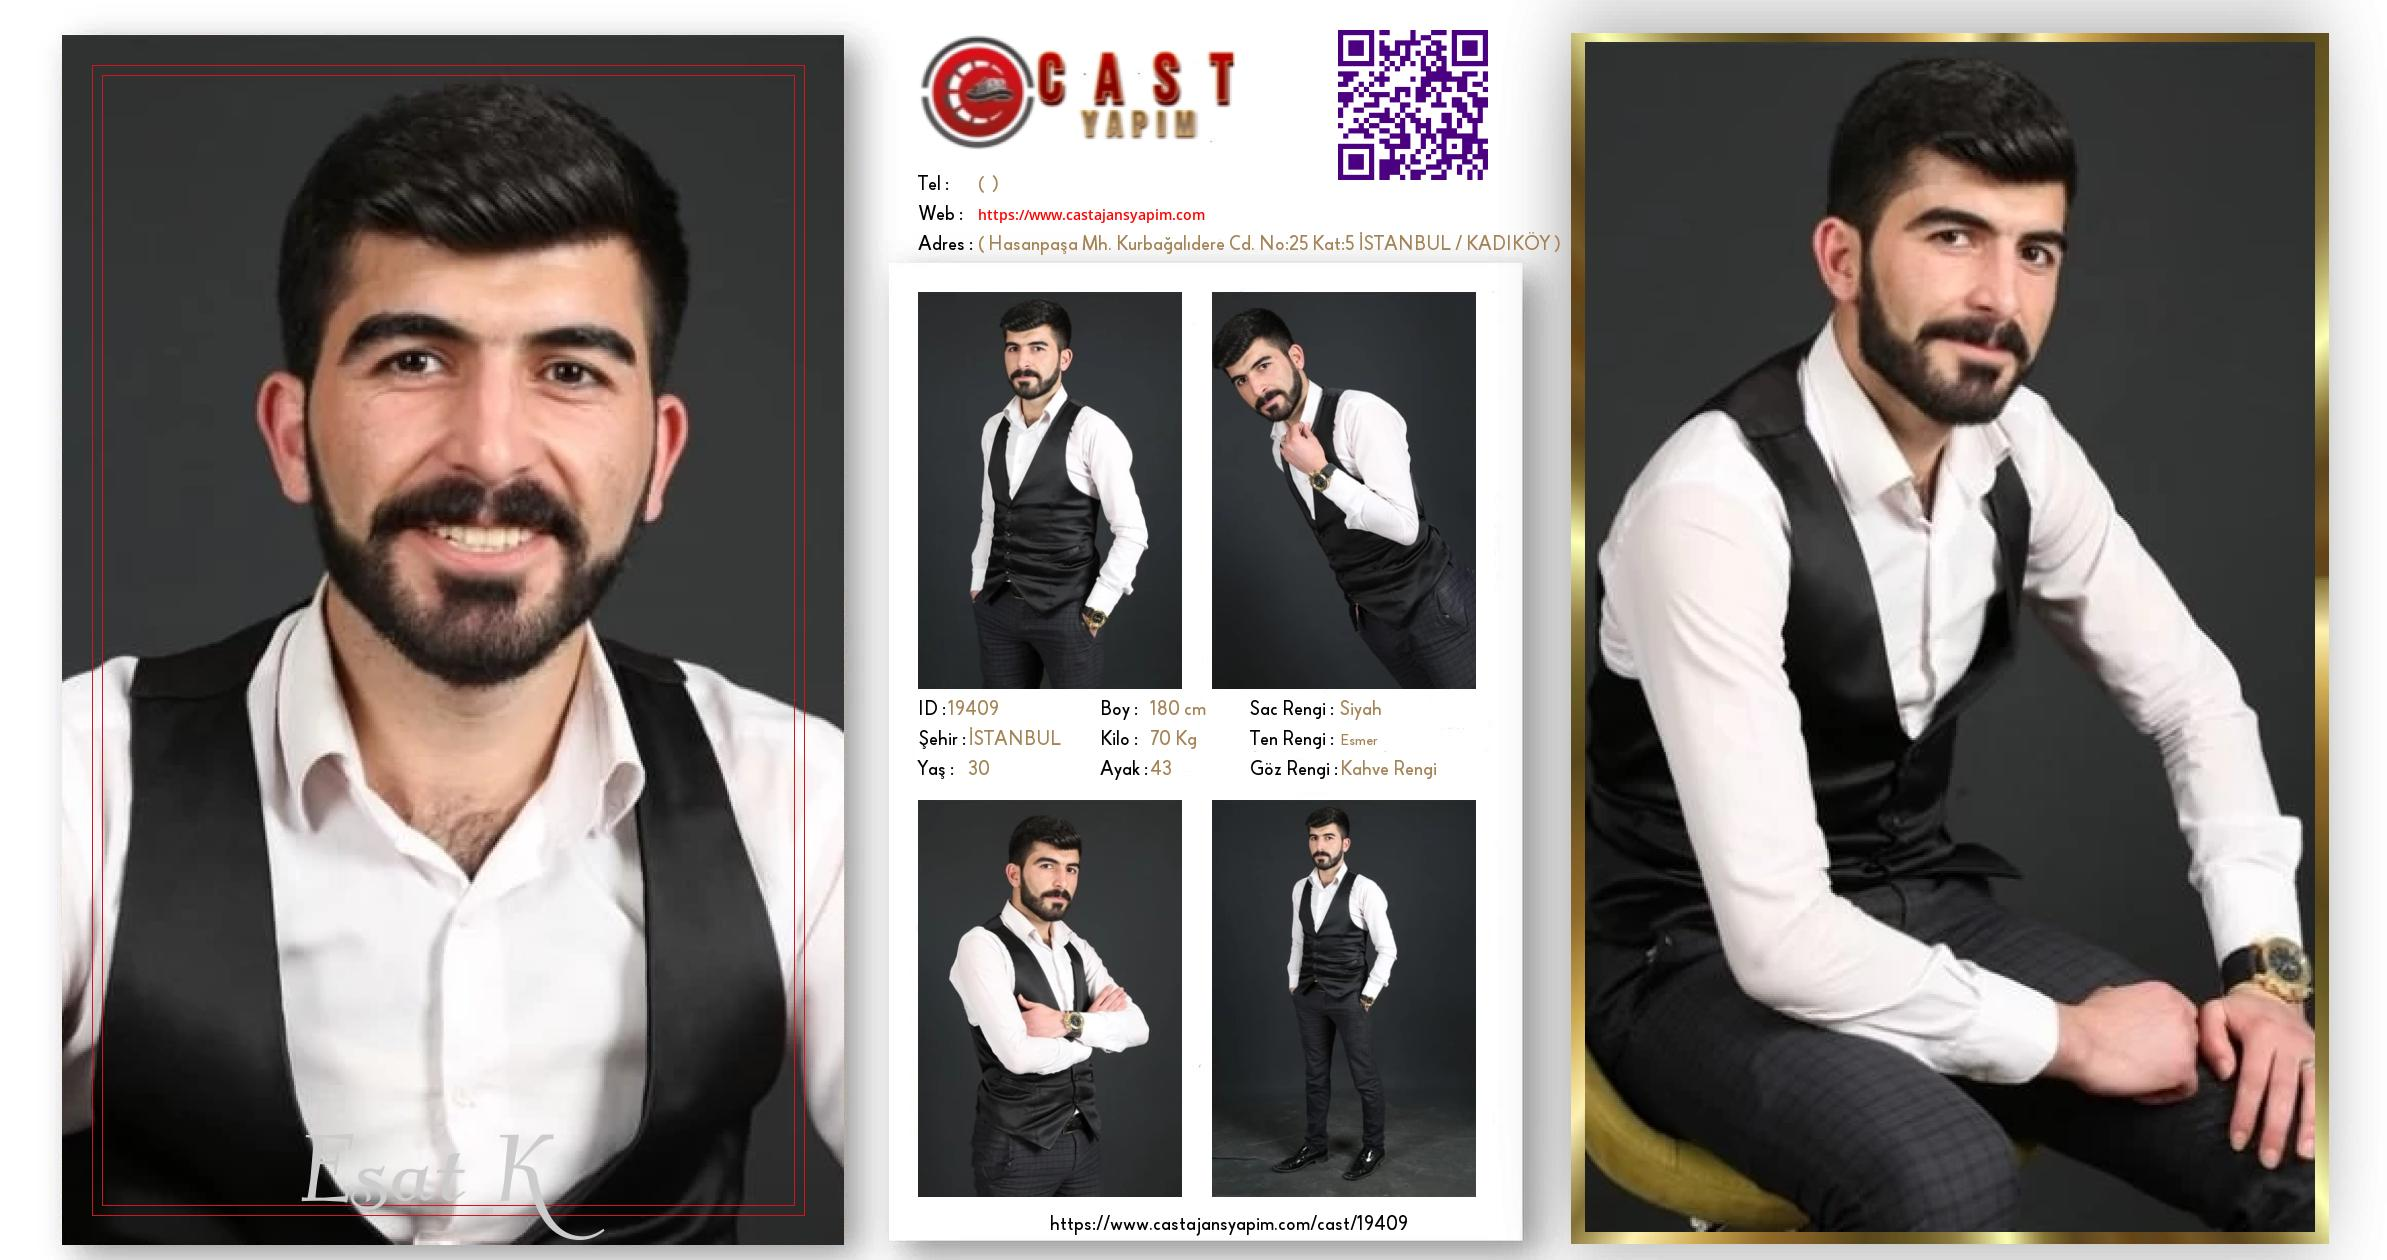 CAST
YAPIM
Tel : ( )
Web : https://www.castajansyapim.com
Adres : ( Hasanpaşa Mh. Kurbağalıdere Cd. No:25 Kat:5 İSTANBUL / KADIKÖY )
ID : 19409 Boy : 180 cm Sac Rengi : Siyah
Şehir : İSTANBUL Kilo : 70 Kg Ten Rengi : Esmer
Yaş : 30 Ayak : 43 Göz Rengi : Kahve Rengi
Esat K
https://www.castajansyapim.com/cast/19409